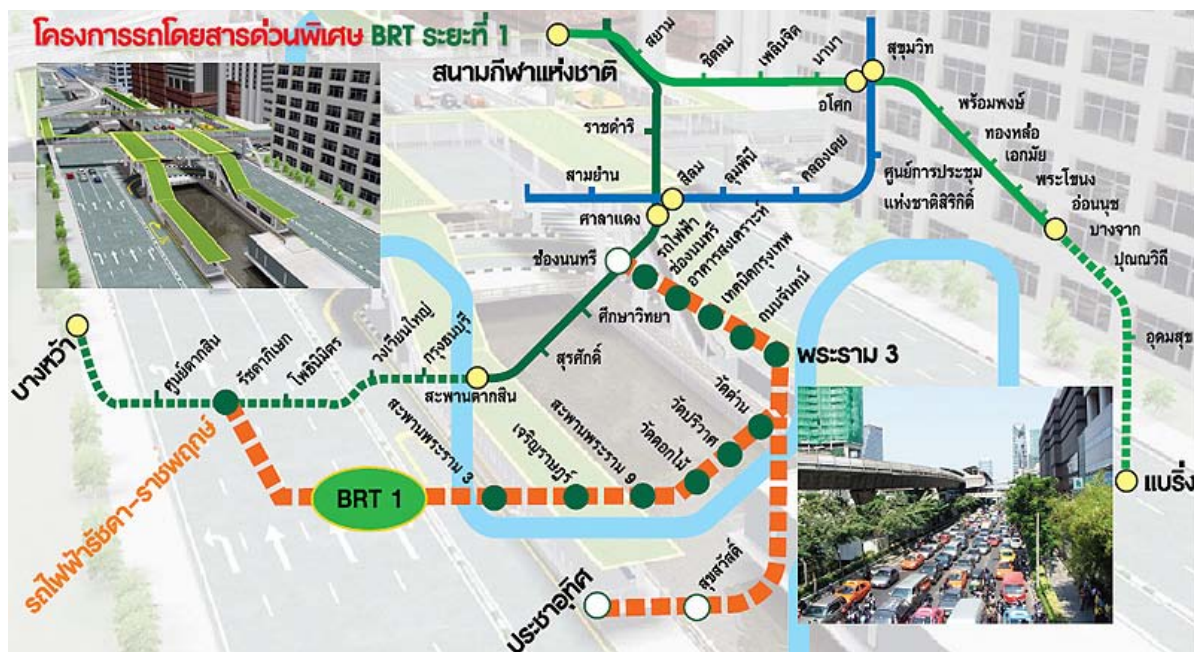 โครงการรถโดยสารด่วนพิเศษ BRT ระยะที่ 1
สนามกีฬาแห่งชาติ
สยาม
ชิดลม
เพลินจิต
นานา
อโศก
สุขุมวิท
พร้อมพงษ์
ทองหล่อ
เอกมัย
พระโขนง
อ่อนนุช
บางจาก
ปุณณวิถี
อุดมสุข
แบริ่ง
ราชดำริ
สามย่าน
สีลม
ลุมพินี
คลองเตย
ศูนย์การประชุม
แห่งชาติสิริกิติ์
ศาลาแดง
ช่องนนทรี
รถไฟฟ้า
ช่องนนทรี
อาคารสงเคราะห์
เทคนิคกรุงเทพ
ถนนจันทน์
พระราม 3
ศึกษาวิทยา
สุรศักดิ์
สะพานตากสิน
กรุงธนบุรี
วงเวียนใหญ่
โพธินิมิตร
รัชดาภิเษก
ศูนย์ตากสิน
บางหว้า
รถไฟฟ้ารัชดา-ราชพฤกษ์
BRT 1
สะพานพระราม 3
เจริญราษฎร์
สะพานพระราม 9
วัดดอกไม้
วัดปริวาศ
วัดด่าน
สุขสวัสดิ์
ประชาอุทิศ